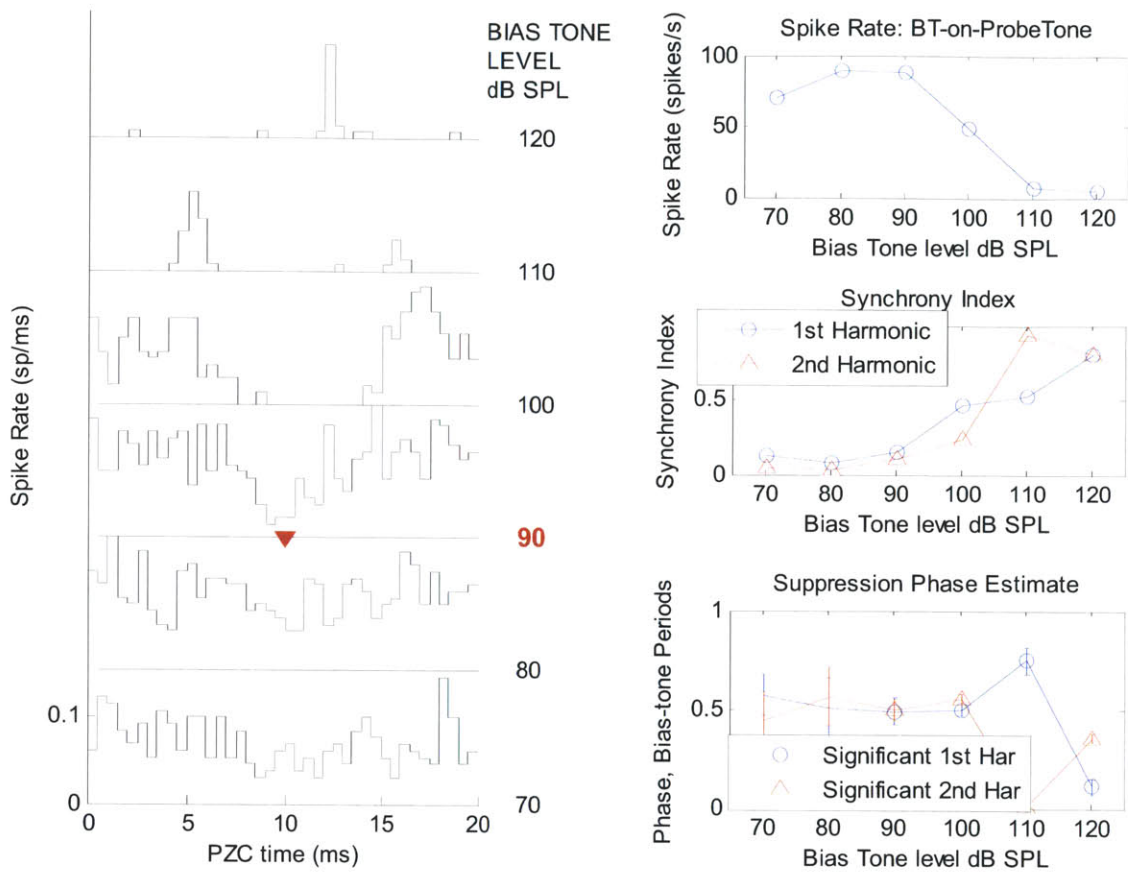 BIAS TONE
LEVEL
dB SPL
120
110
100
90
80
70
Spike Rate (sp/ms)
0.1
0
0 5 10 15 20
PZC time (ms)
Spike Rate: BT-on-ProbeTone
Spike Rate (spikes/s)
100
50
0
70 80 90 100 110 120
Bias Tone level dB SPL
Synchrony Index
1st Harmonic
2nd Harmonic
Synchrony Index
0.5
0
70 80 90 100 110 120
Bias Tone level dB SPL
Suppression Phase Estimate
Phase, Bias-tone Periods
1
0.5
0
Significant 1st Har
Significant 2nd Har
70 80 90 100 110 120
Bias Tone level dB SPL